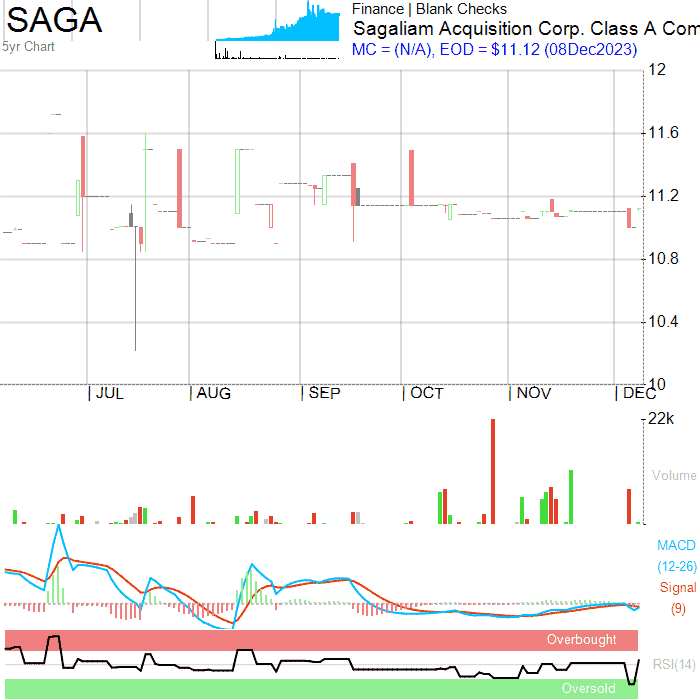 SAGA
5yr Chart
Finance | Blank Checks
Sagaliam Acquisition Corp. Class A Com
MC = (N/A), EOD = $11.12 (08Dec2023)
12
11.6
11.2
10.8
10.4
10
JUL
AUG
SEP
OCT
NOV
DEC
22k
Volume
MACD
(12-26)
Signal
(9)
Overbought
RSI(14)
Oversold